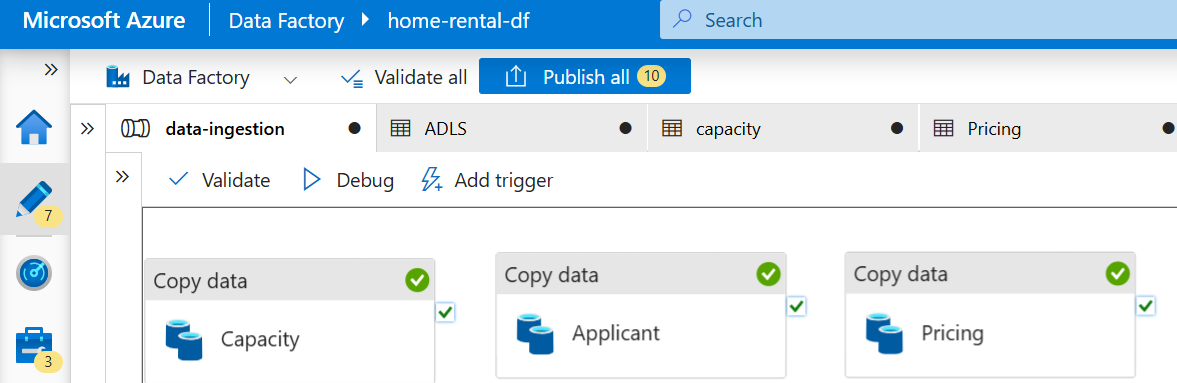 Microsoft Azure Data Factory home-rental-df Search
Data Factory Validate all Publish all 10
data-ingestion ADLS capacity Pricing
Validate Debug Add trigger
7
Copy data Copy data Copy data
Capacity Applicant Pricing
3